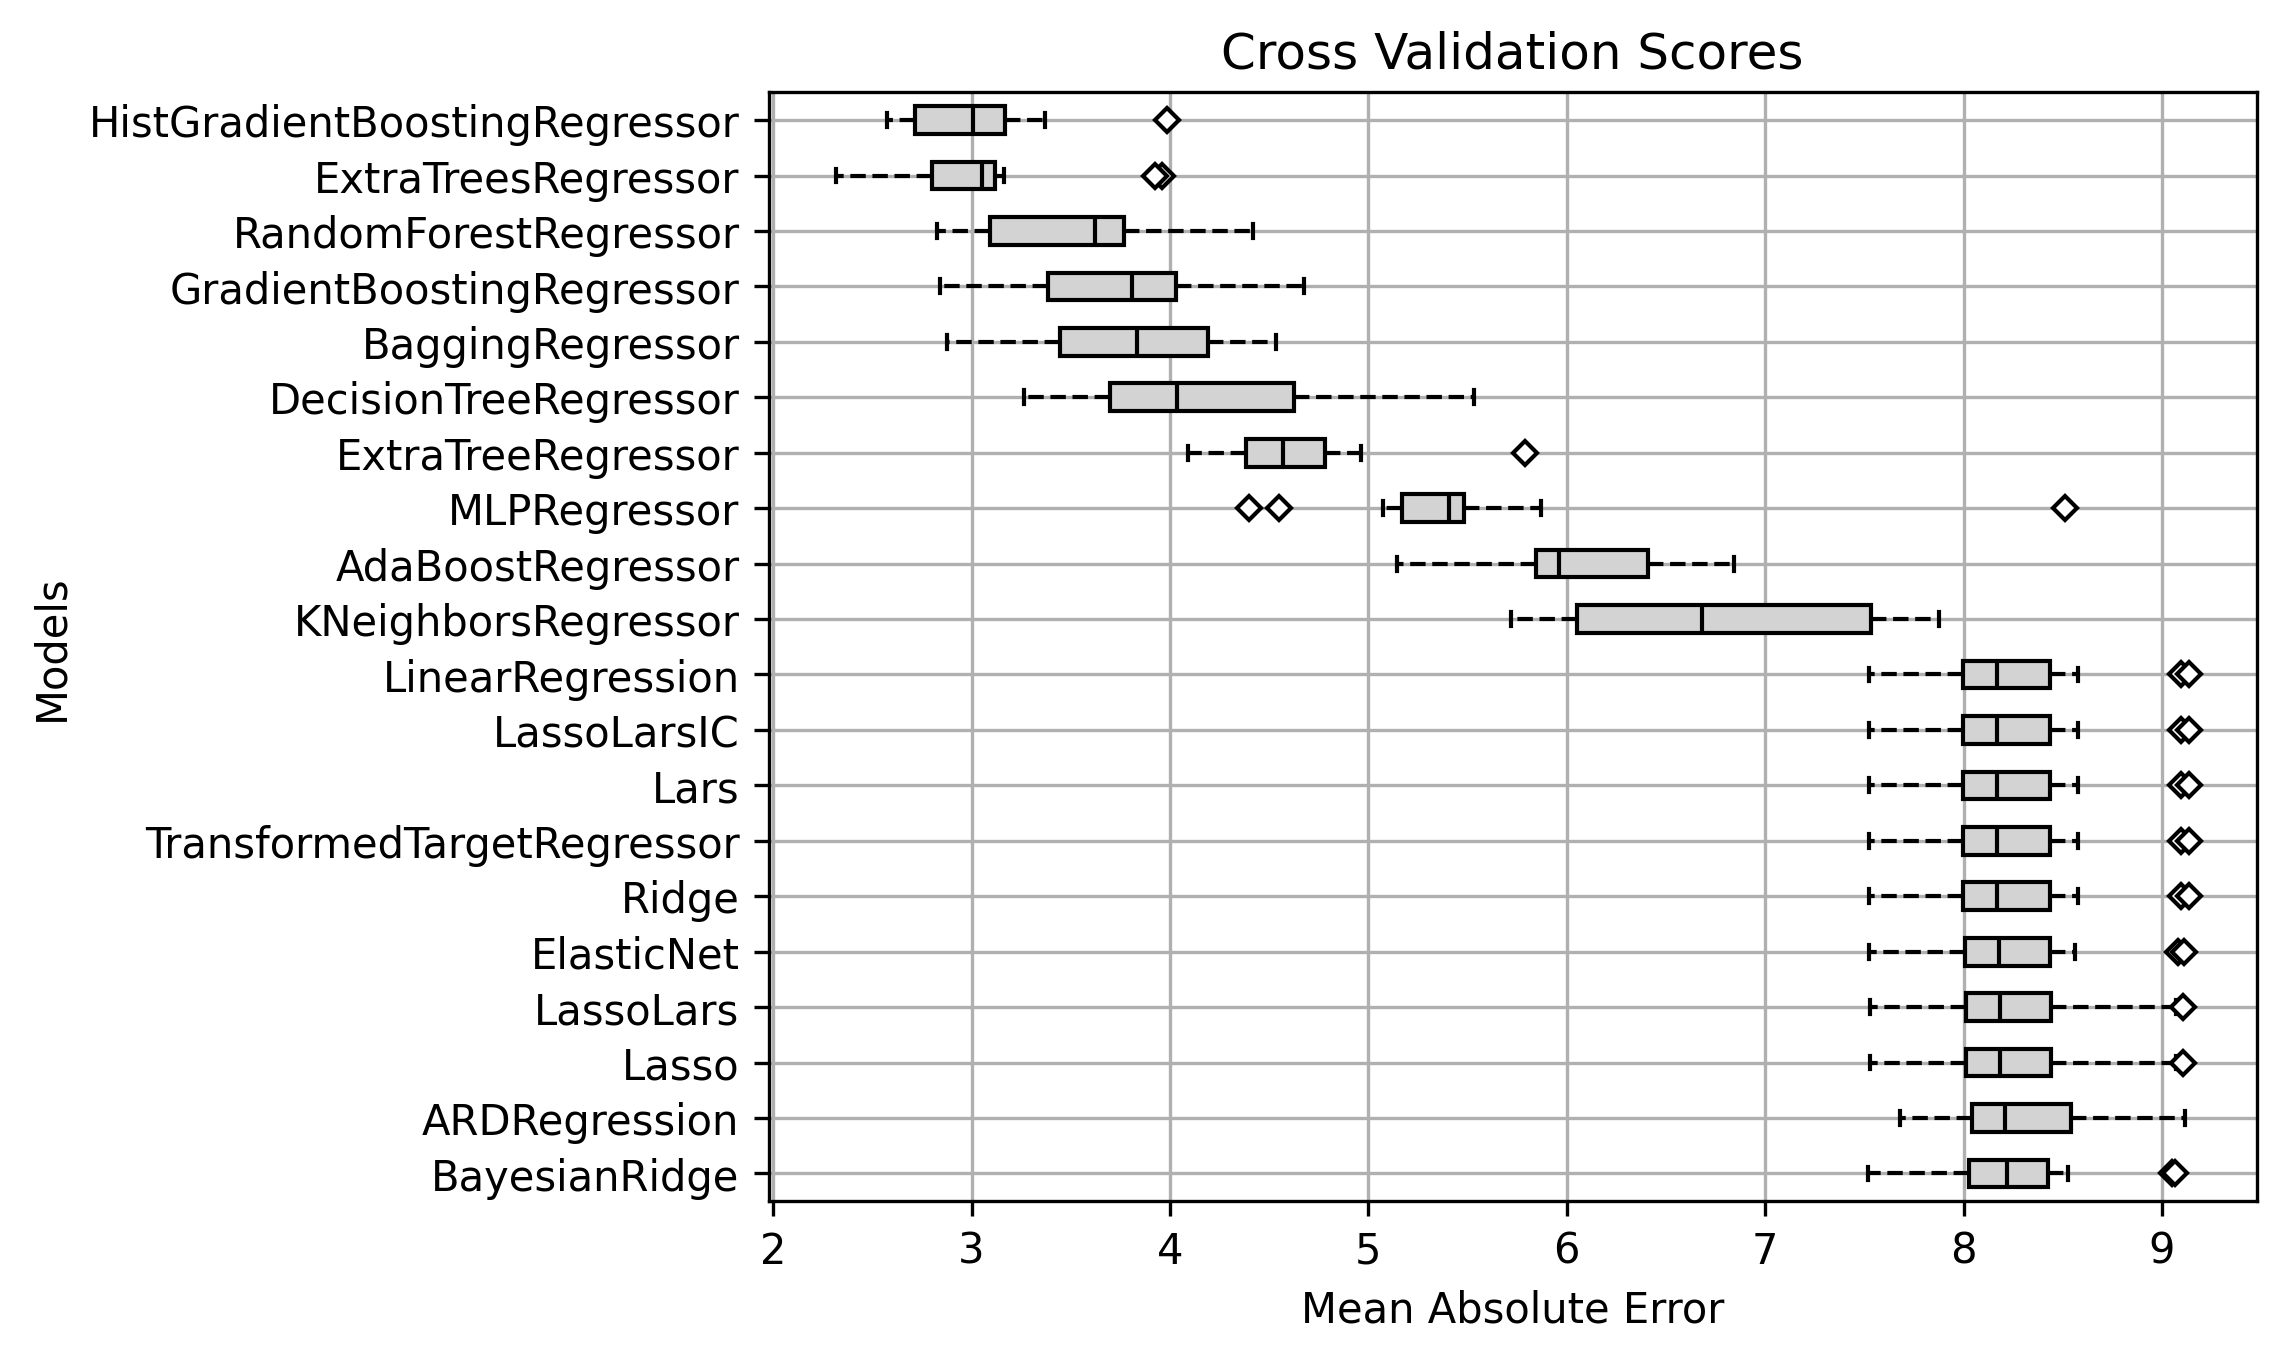 Cross Validation Scores
HistGradientBoostingRegressor
ExtraTreesRegressor
RandomForestRegressor
GradientBoostingRegressor
BaggingRegressor
DecisionTreeRegressor
ExtraTreeRegressor
MLPRegressor
AdaBoostRegressor
KNeighborsRegressor
LinearRegression
LassoLarsIC
Lars
TransformedTargetRegressor
Ridge
ElasticNet
LassoLars
Lasso
ARDRegression
BayesianRidge
Models
2 3 4 5 6 7 8 9
Mean Absolute Error